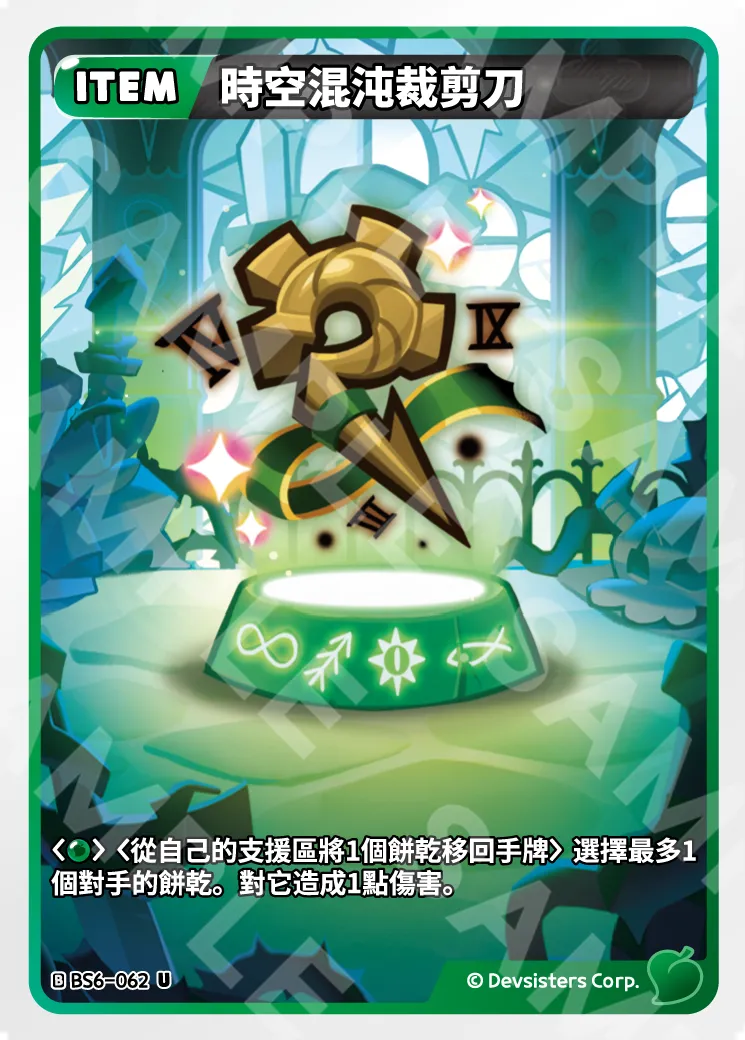 ITEM 時空混沌裁剪刀
IV
IX
III
0
〈●〉〈從自己的支援區將1個餅乾移回手牌〉選擇最多1
個對手的餅乾。對它造成1點傷害。
B BS6-062 U
© Devsisters Corp.
SAMPLE